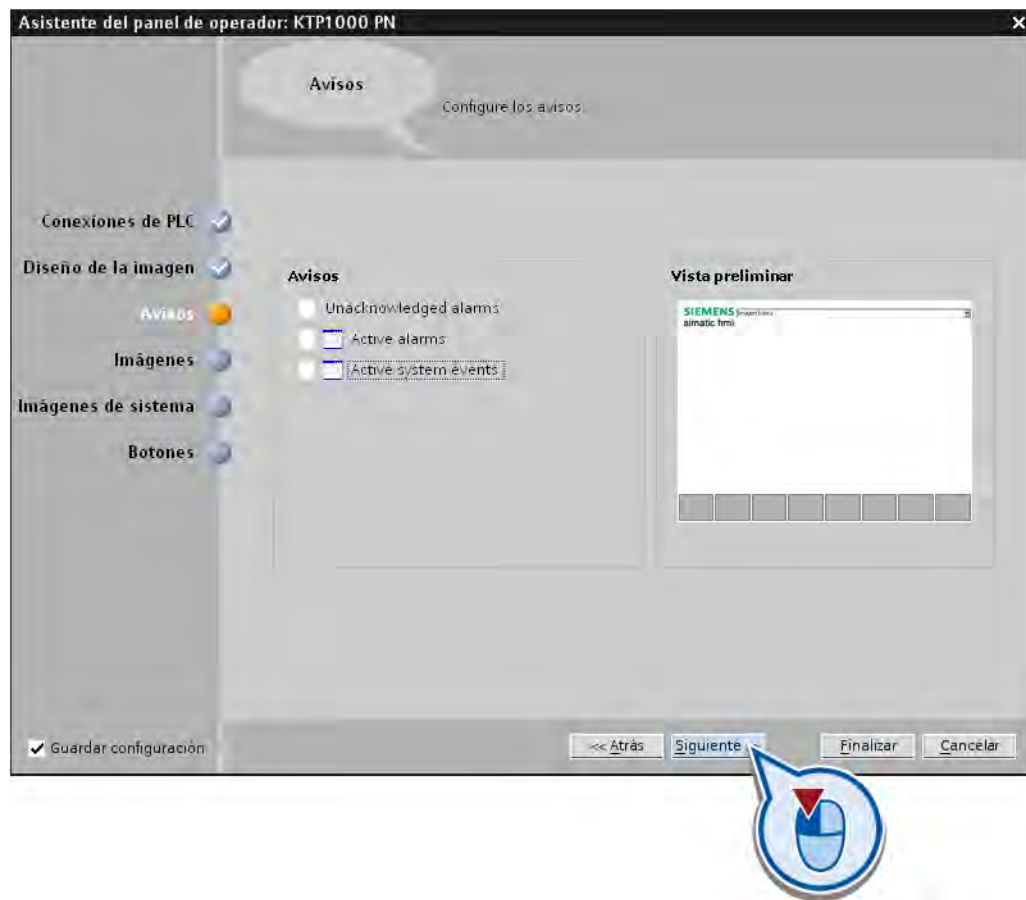 Asistente del panel de operador: KTP1000 PN
Avisos
Configure los avisos.
Conexiones de PLC
Diseño de la imagen
Avisos
Imágenes
Imágenes de sistema
Botones
Avisos
Unacknowledged alarms
Active alarms
Active system events
Vista preliminar
SIEMENS
simatic hmi
Guardar configuración
<< Atrás
Siguiente
Finalizar
Cancelar